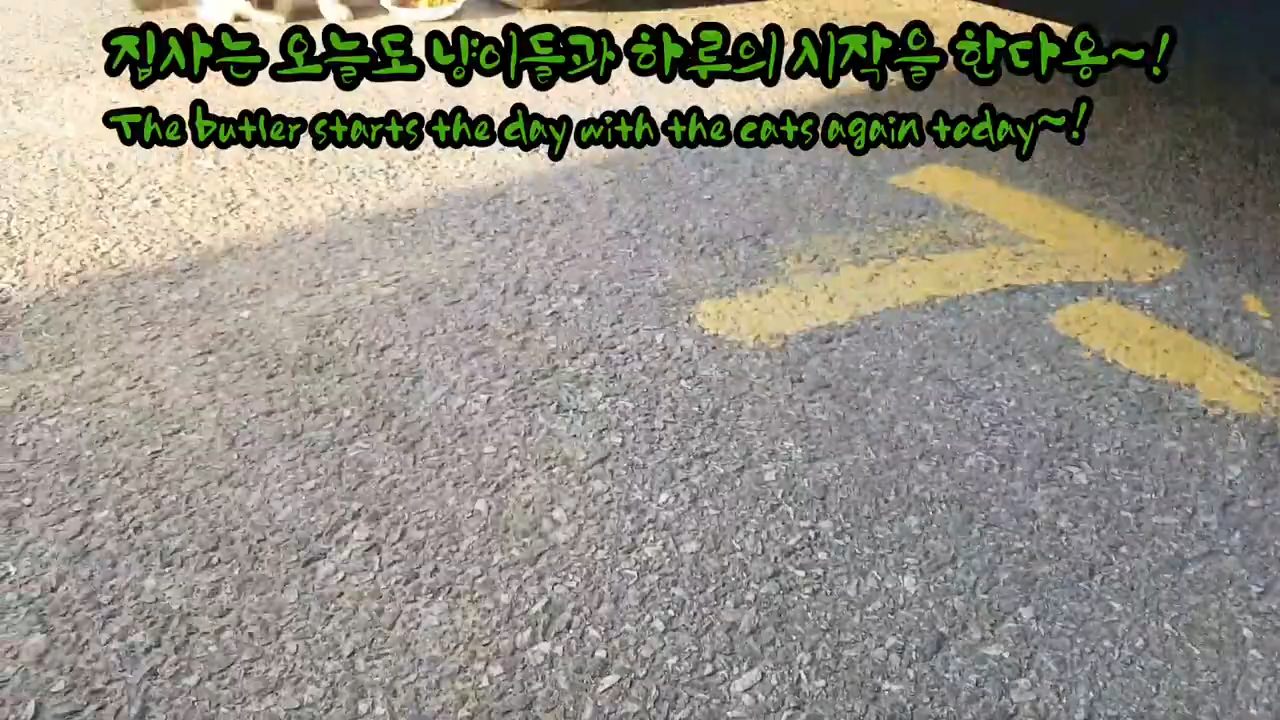 집사는 오늘도 냥이들과 하루의 시작을 한다옹~!
The butler starts the day with the cats again today~!